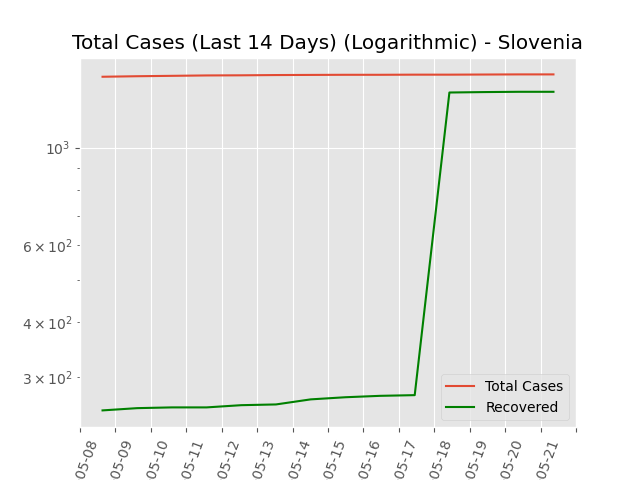 Total Cases (Last 14 Days) (Logarithmic) - Slovenia
10³
6 × 10²
4 × 10²
3 × 10²
Total Cases
Recovered
05-08
05-09
05-10
05-11
05-12
05-13
05-14
05-15
05-16
05-17
05-18
05-19
05-20
05-21